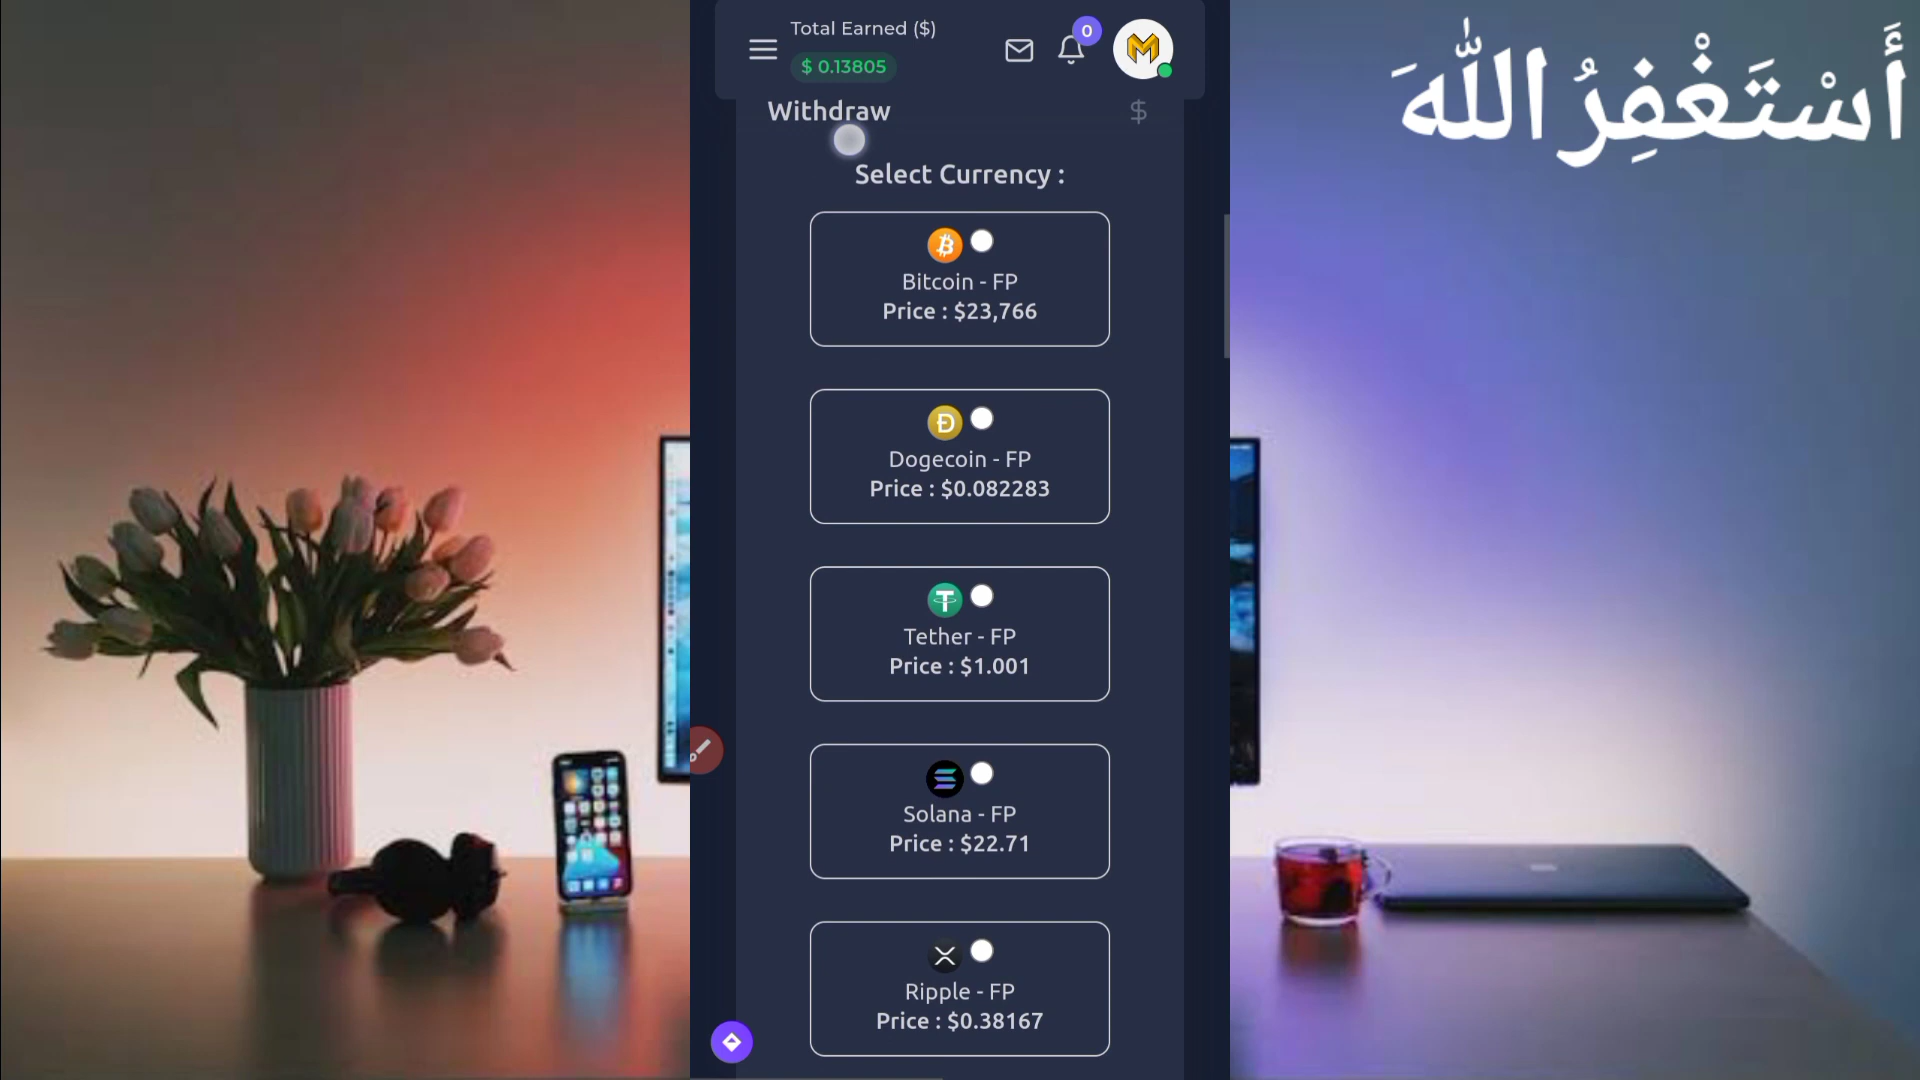 Total Earned ($)
$ 0.13805
0
Withdraw
$
Select Currency :
Bitcoin - FP
Price : $23,766
Dogecoin - FP
Price : $0.082283
Tether - FP
Price : $1.001
Solana - FP
Price : $22.71
Ripple - FP
Price : $0.38167
أَسْتَغْفِرُ اللّٰهَ